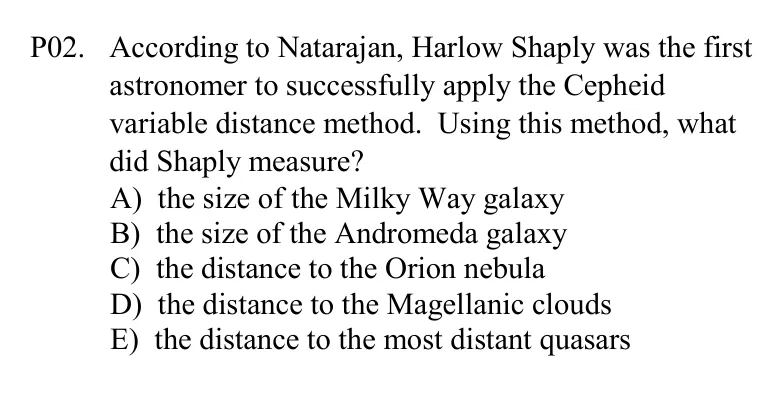 P02. According to Natarajan, Harlow Shaply was the first
astronomer to successfully apply the Cepheid
variable distance method. Using this method, what
did Shaply measure?
A) the size of the Milky Way galaxy
B) the size of the Andromeda galaxy
C) the distance to the Orion nebula
D) the distance to the Magellanic clouds
E) the distance to the most distant quasars